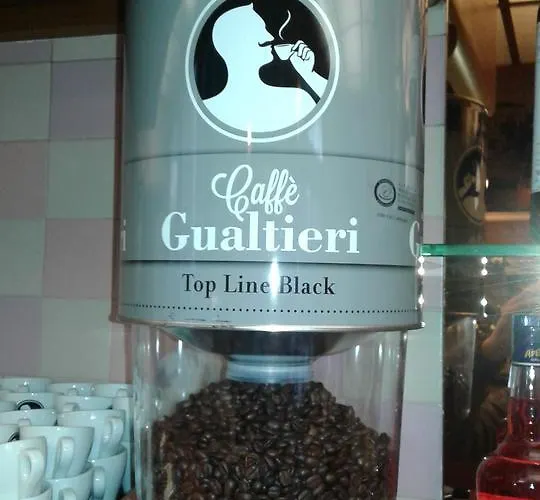 Caffè
Gualtieri
Top Line Black
i
G